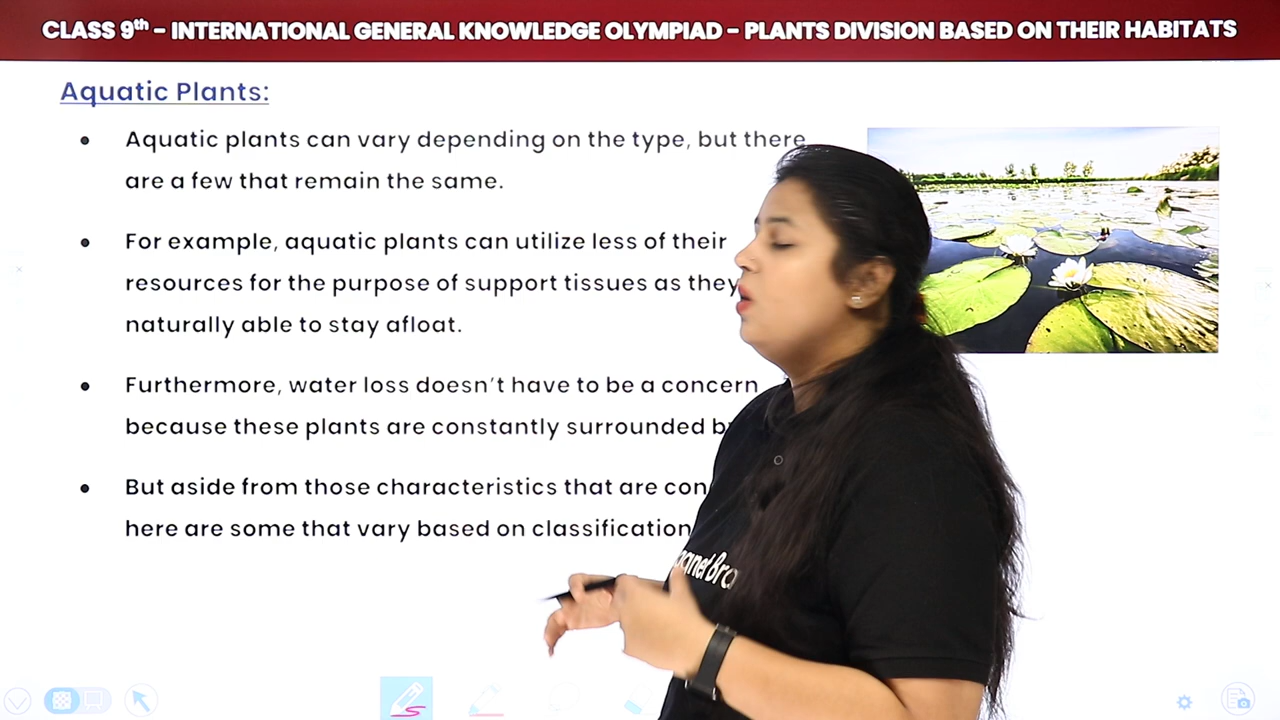 CLASS 9th - INTERNATIONAL GENERAL KNOWLEDGE OLYMPIAD - PLANTS DIVISION BASED ON THEIR HABITATS
Aquatic Plants:
• Aquatic plants can vary depending on the type, but there
are a few that remain the same.
• For example, aquatic plants can utilize less of their
resources for the purpose of support tissues as they
naturally able to stay afloat.
• Furthermore, water loss doesn't have to be a concern
because these plants are constantly surrounded
• But aside from those characteristics that are
here are some that vary based on classification